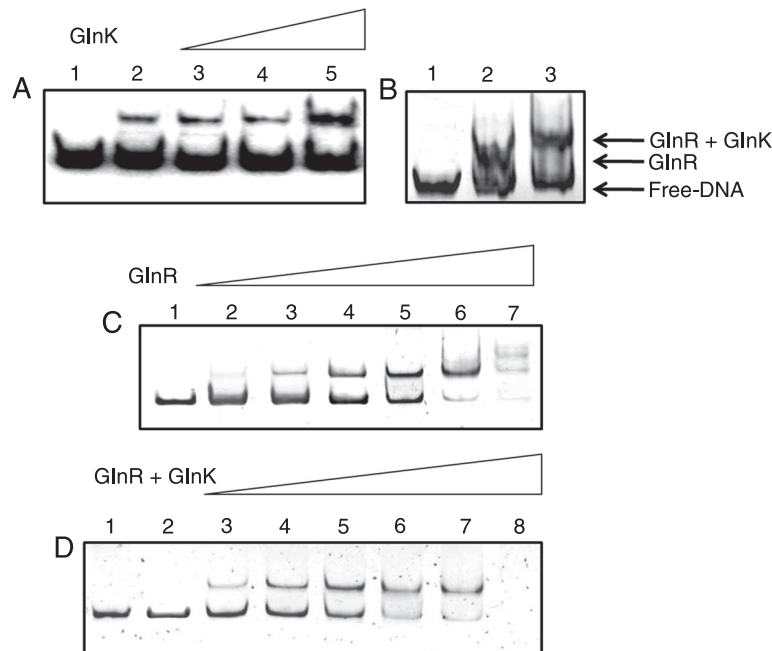 GlnK
1 2 3 4 5
A
1 2 3
B
GlnR + GlnK
GlnR
Free-DNA
GlnR
1 2 3 4 5 6 7
C
GlnR + GlnK
1 2 3 4 5 6 7 8
D